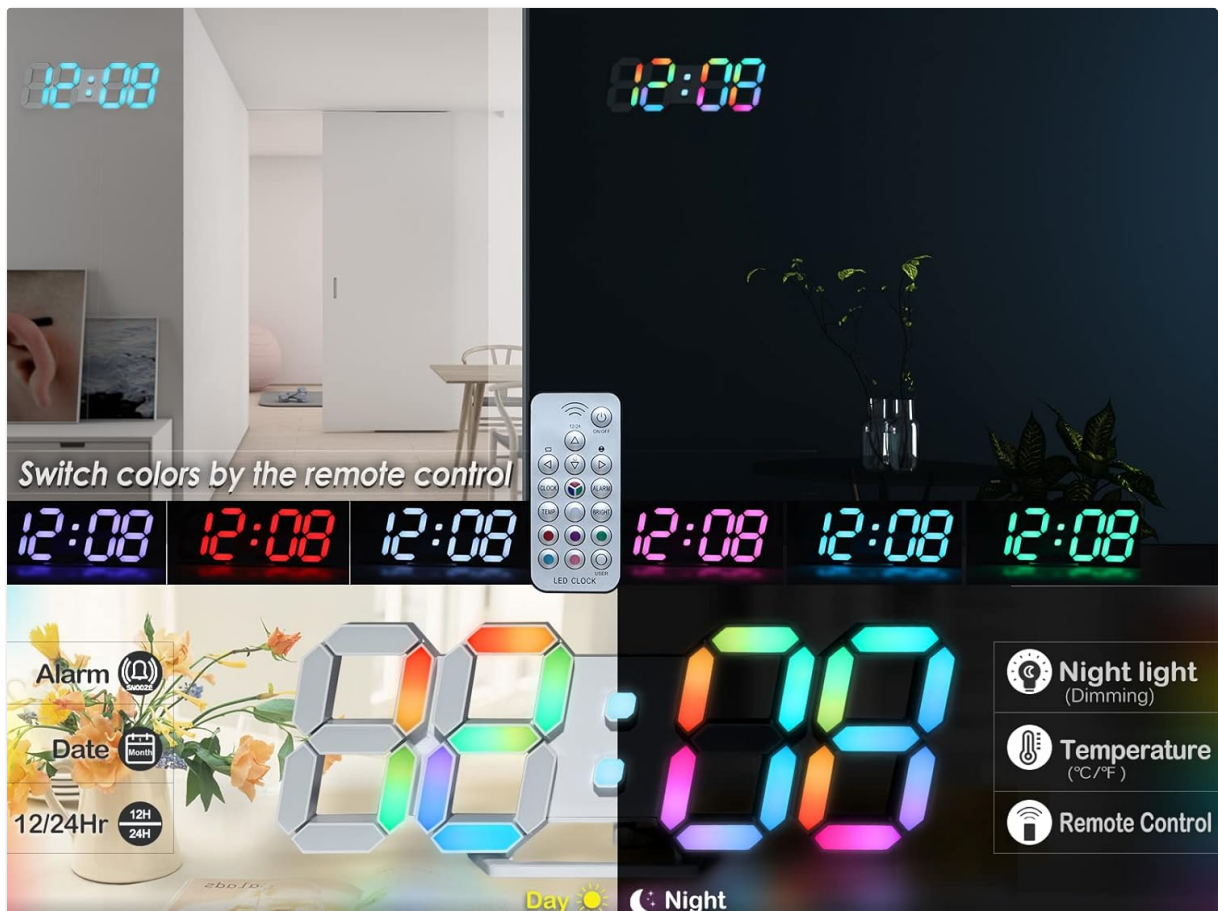 12:08
12:08
Switch colors by the remote control
12/24
ON/OFF
CLOCK
ALARM
TEMP
BRIGHT
USER
LED CLOCK
12:08
12:08
12:08
12:08
12:08
12:08
12:08
Alarm
SNOOZE
Date
Month
12/24Hr
12H
24H
Night light
(Dimming)
Temperature
(°C/°F)
Remote Control
Day
Night